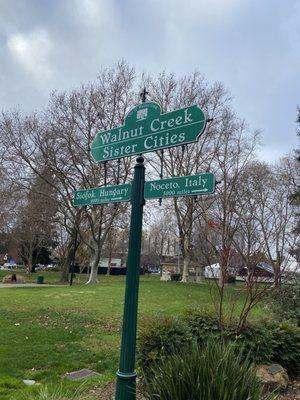 Walnut Creek
Sister Cities
Siófok, Hungary
Noceto, Italy